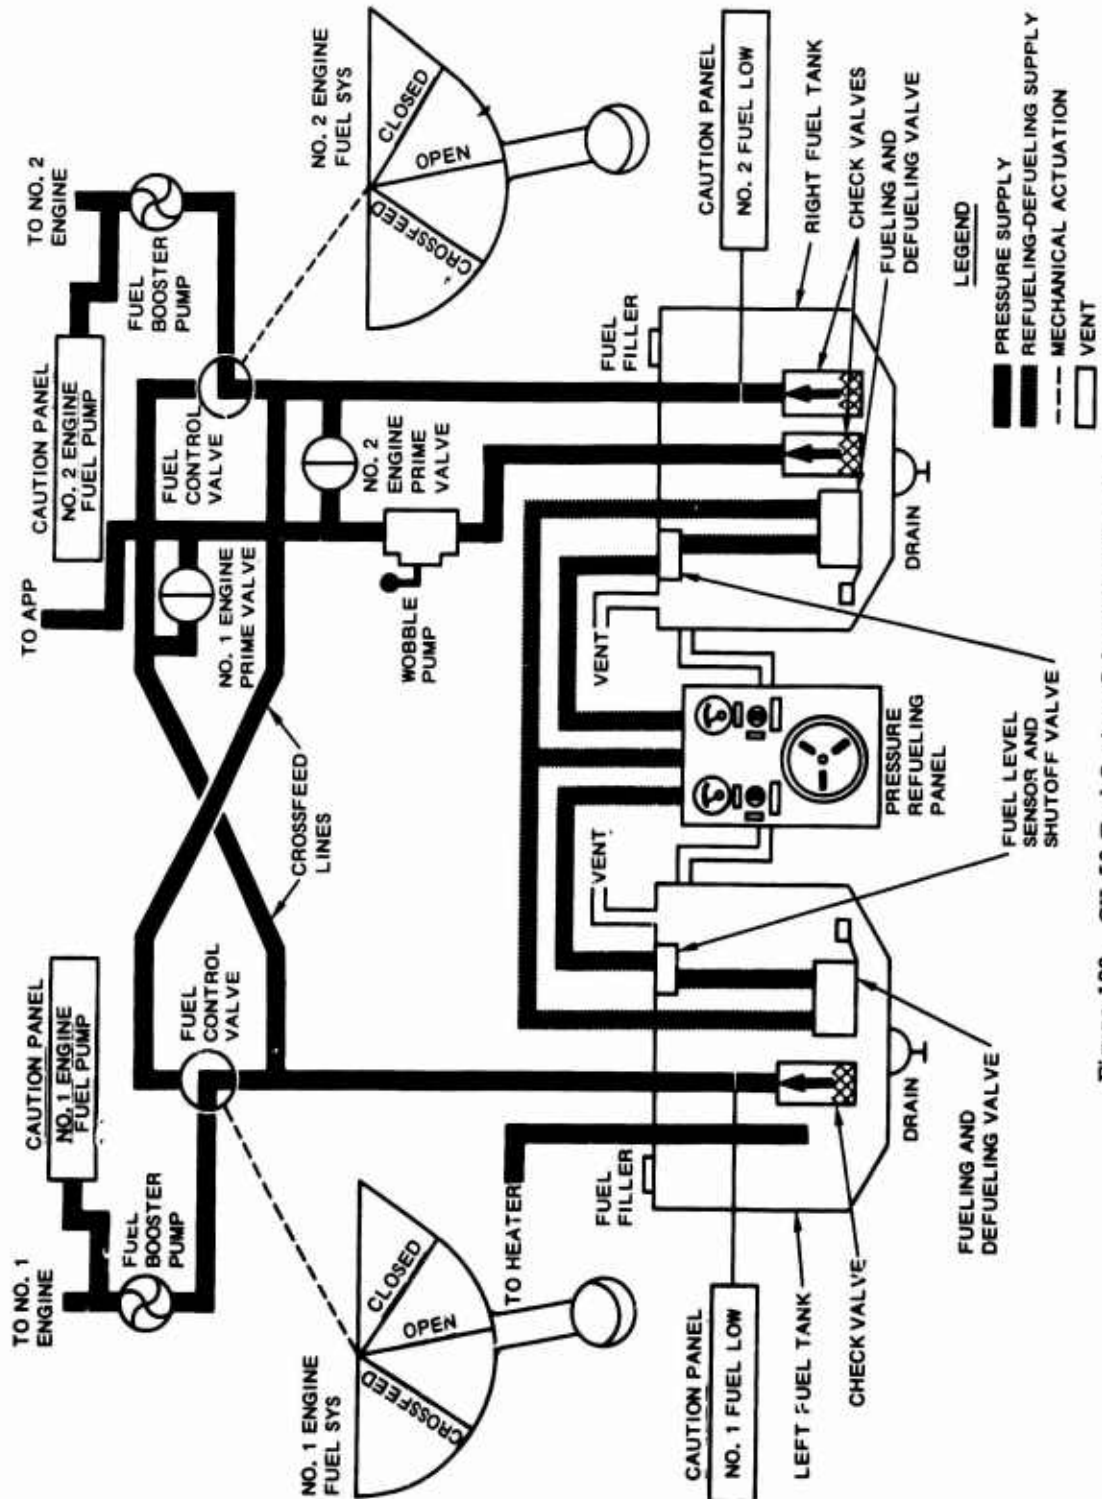 TO NO. 1
ENGINE
CAUTION PANEL
NO. 1 ENGINE
FUEL PUMP
TO APP
CAUTION PANEL
NO. 2 ENGINE
FUEL PUMP
TO NO. 2
ENGINE
FUEL
BOOSTER
PUMP
FUEL
CONTROL
VALVE
NO. 1 ENGINE
PRIME VALVE
FUEL
CONTROL
VALVE
FUEL
BOOSTER
PUMP
NO. 1 ENGINE
FUEL SYS
CROSSFEED
OPEN
CLOSED
CROSSFEED
LINES
WOBBLE
PUMP
NO. 2
ENGINE
PRIME
VALVE
NO. 2 ENGINE
FUEL SYS
CROSSFEED
OPEN
CLOSED
TO HEATER
FUEL
FILLER
VENT
VENT
FUEL
FILLER
CAUTION PANEL
NO. 1 FUEL LOW
CAUTION PANEL
NO. 2 FUEL LOW
LEFT FUEL TANK
CHECK VALVE
DRAIN
PRESSURE
REFUELING
PANEL
DRAIN
RIGHT FUEL TANK
CHECK VALVES
FUELING AND
DEFUELING VALVE
FUELING AND
DEFUELING VALVE
FUEL LEVEL
SENSOR AND
SHUTOFF VALVE
LEGEND
PRESSURE SUPPLY
REFUELING-DEFUELING SUPPLY
MECHANICAL ACTUATION
VENT